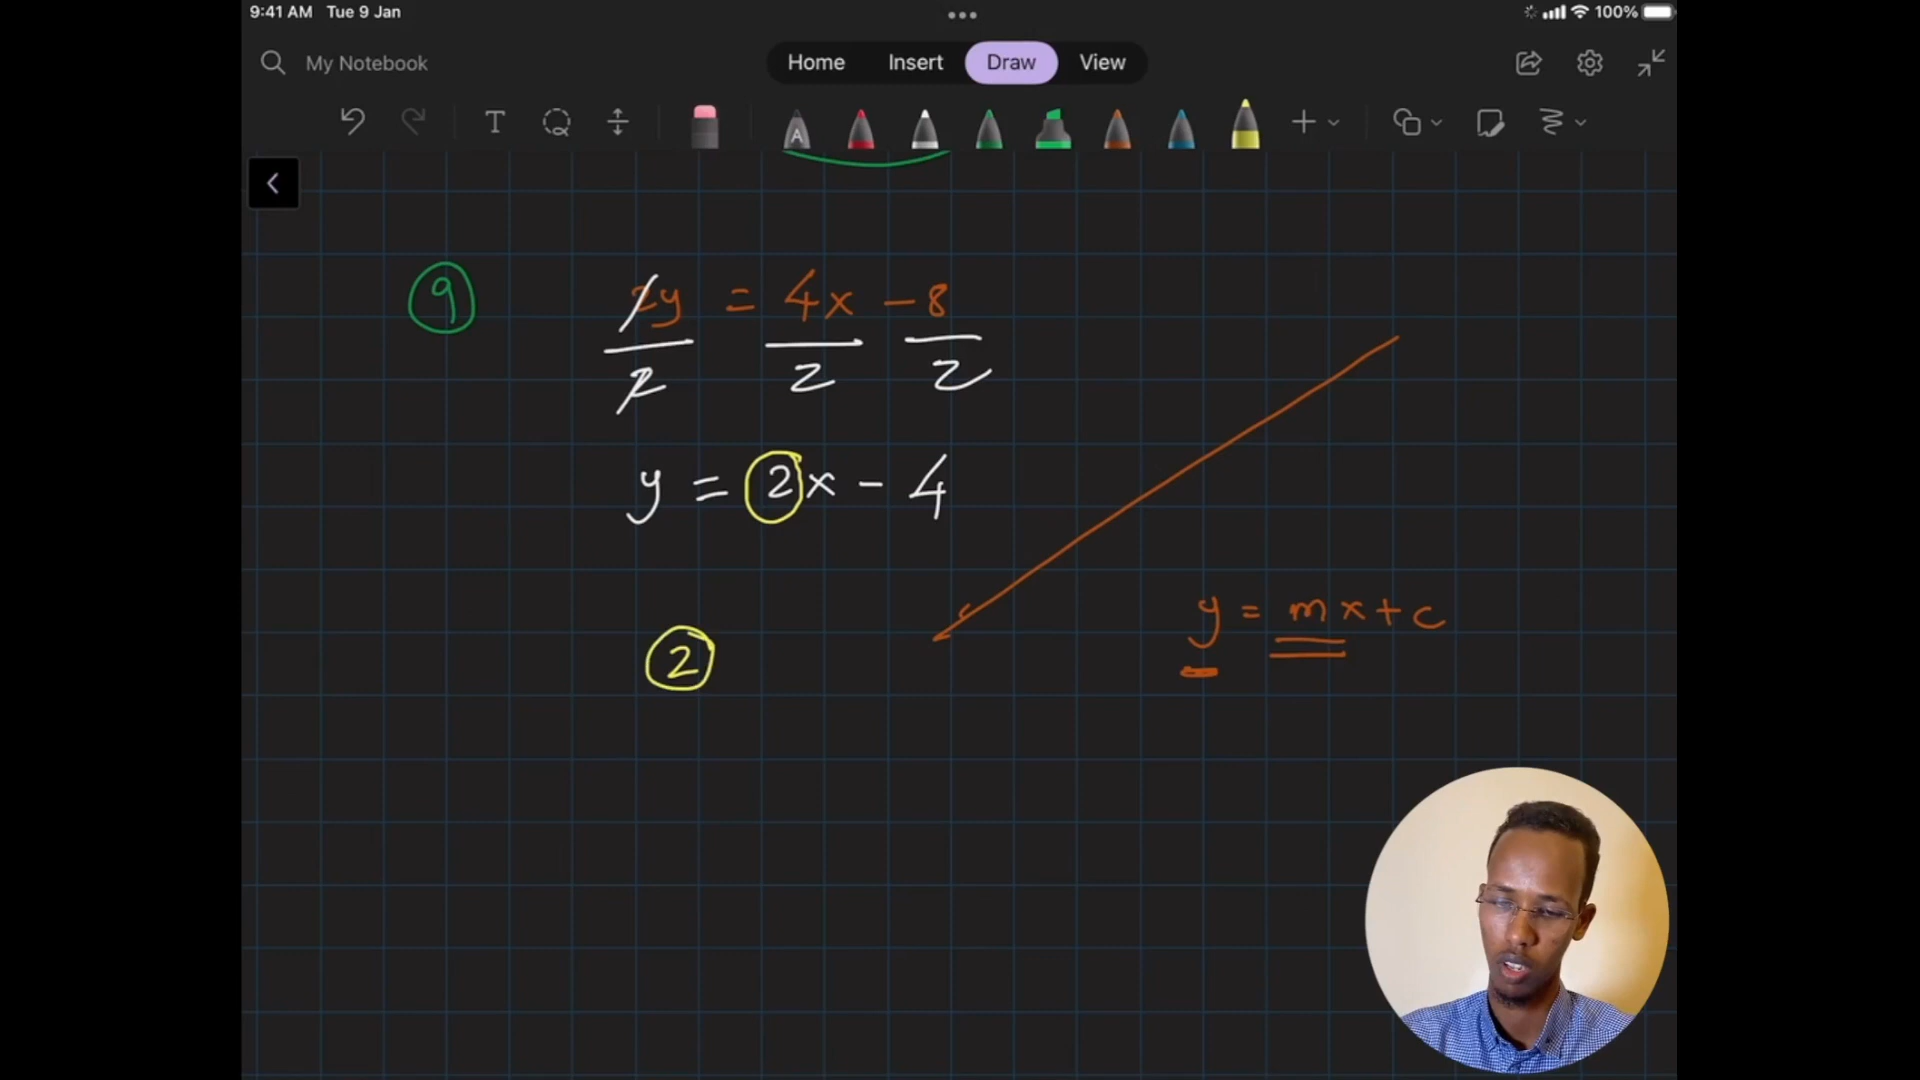 9:41 AM Tue 9 Jan
100%
My Notebook
Home Insert Draw View
T
A
9
2y = 4x - 8
2 2 2
y = 2x - 4
y = mx + c
2